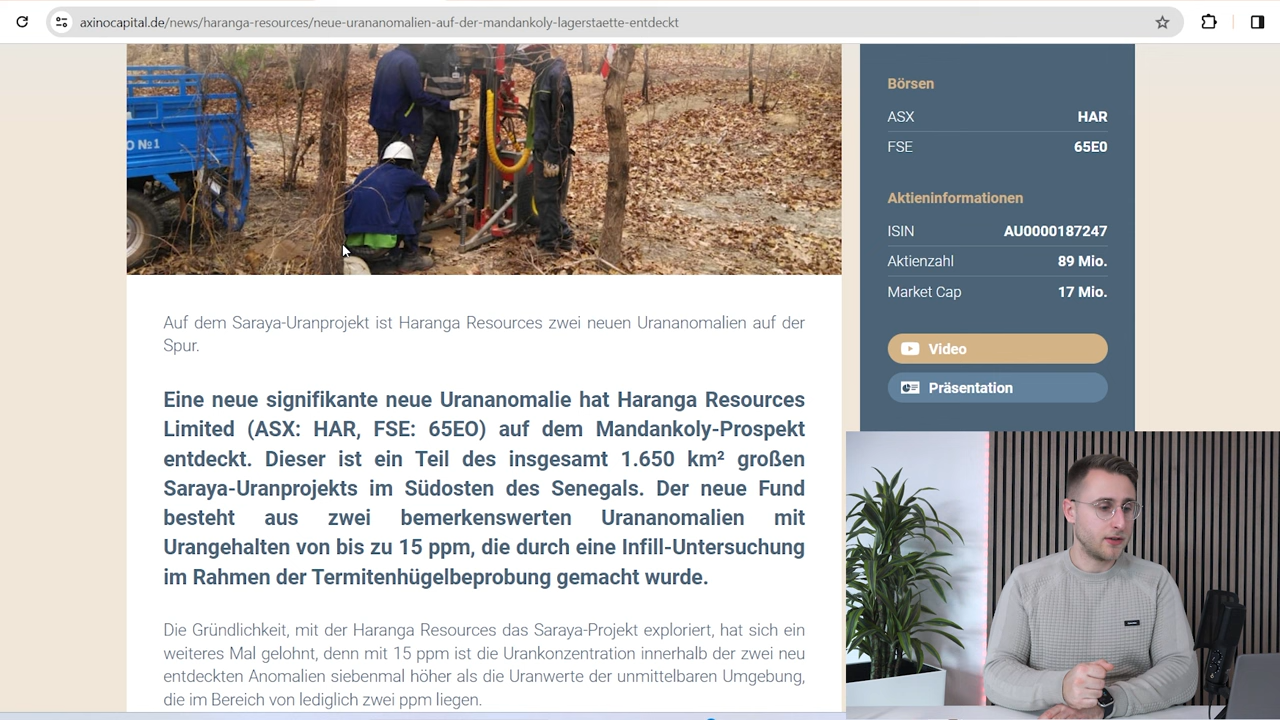 axinocapital.de/news/haranga-resources/neue-urananomalien-auf-der-mandankoly-lagerstaette-entdeckt
O №1
Auf dem Saraya-Uranprojekt ist Haranga Resources zwei neuen Urananomalien auf der
Spur.
Eine neue signifikante neue Urananomalie hat Haranga Resources
Limited (ASX: HAR, FSE: 65EO) auf dem Mandankoly-Prospekt
entdeckt. Dieser ist ein Teil des insgesamt 1.650 km² großen
Saraya-Uranprojekts im Südosten des Senegals. Der neue Fund
besteht aus zwei bemerkenswerten Urananomalien mit
Urangehalten von bis zu 15 ppm, die durch eine Infill-Untersuchung
im Rahmen der Termitenhügelbeprobung gemacht wurde.
Die Gründlichkeit, mit der Haranga Resources das Saraya-Projekt exploriert, hat sich ein
weiteres Mal gelohnt, denn mit 15 ppm ist die Urankonzentration innerhalb der zwei neu
entdeckten Anomalien siebenmal höher als die Uranwerte der unmittelbaren Umgebung,
die im Bereich von lediglich zwei ppm liegen.
Börsen
ASX HAR
FSE 65E0
Aktieninformationen
ISIN AU0000187247
Aktienzahl 89 Mio.
Market Cap 17 Mio.
Video
Präsentation